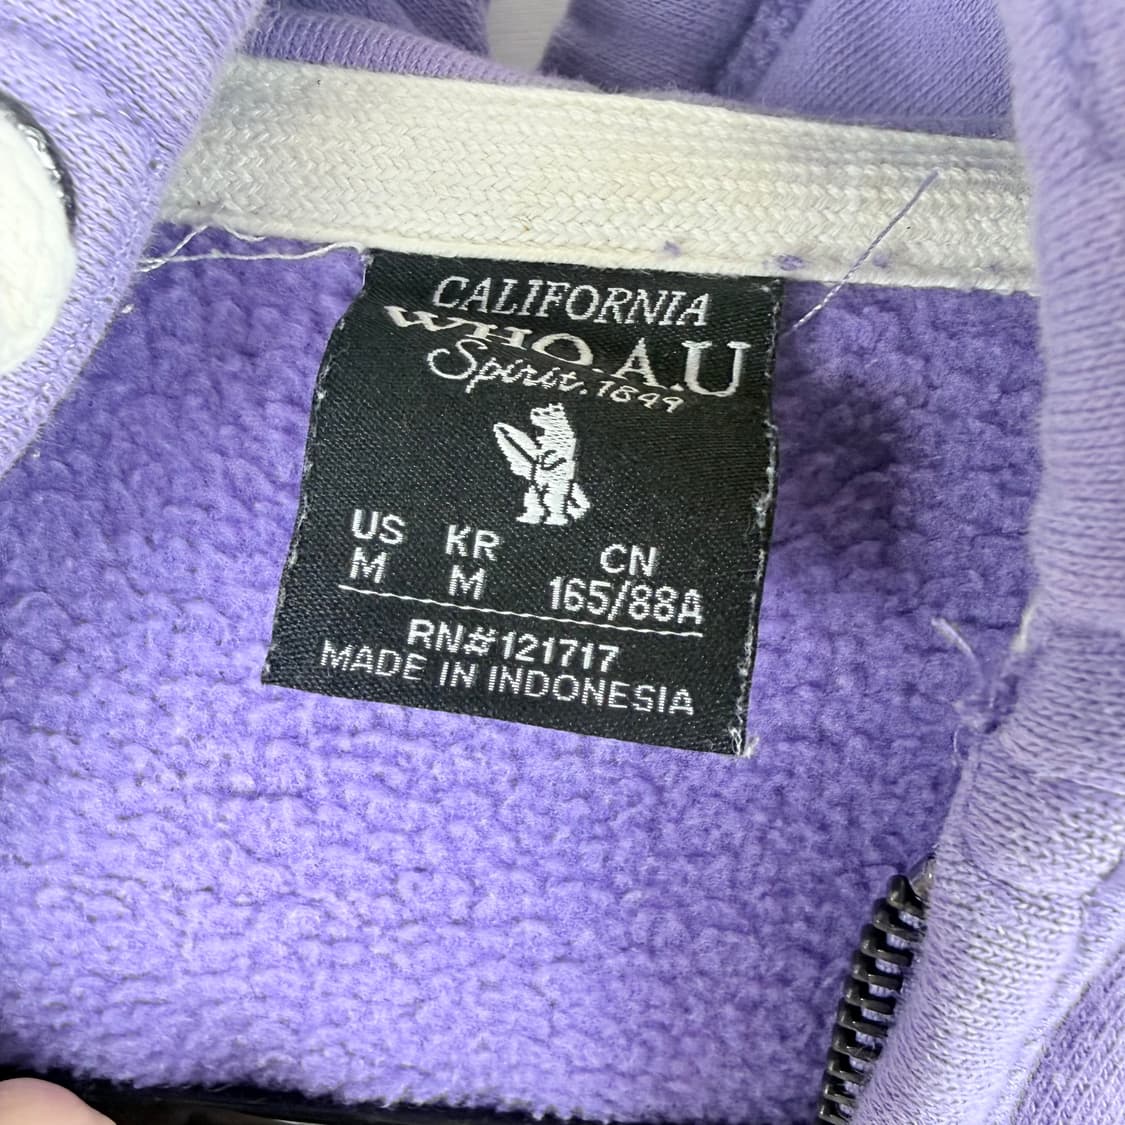 CALIFORNIA
WHO.A.U
Spirit.1849
US KR CN
M M 165/88A
RN#121717
MADE IN INDONESIA